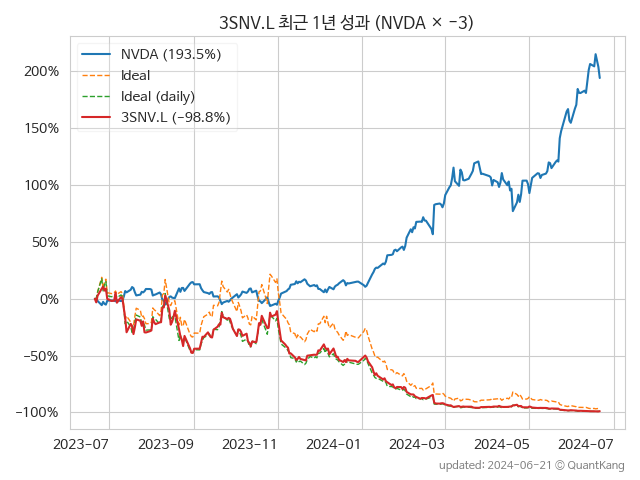 3SNV.L 최근 1년 성과 (NVDA × −3)
NVDA (193.5%)
Ideal
Ideal (daily)
3SNV.L (−98.8%)
200%
150%
100%
50%
0%
−50%
−100%
2023-07 2023-09 2023-11 2024-01 2024-03 2024-05 2024-07
updated: 2024-06-21 © QuantKang